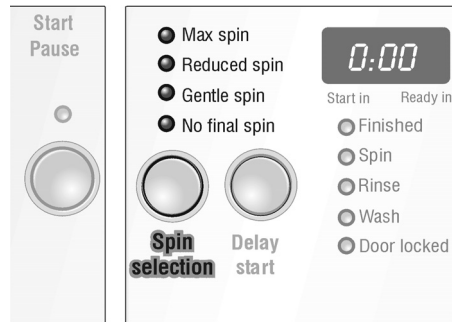 Start
Pause
Max spin
Reduced spin
Gentle spin
No final spin
Spin
selection
Delay
start
0:00
Start in Ready in
Finished
Spin
Rinse
Wash
Door locked